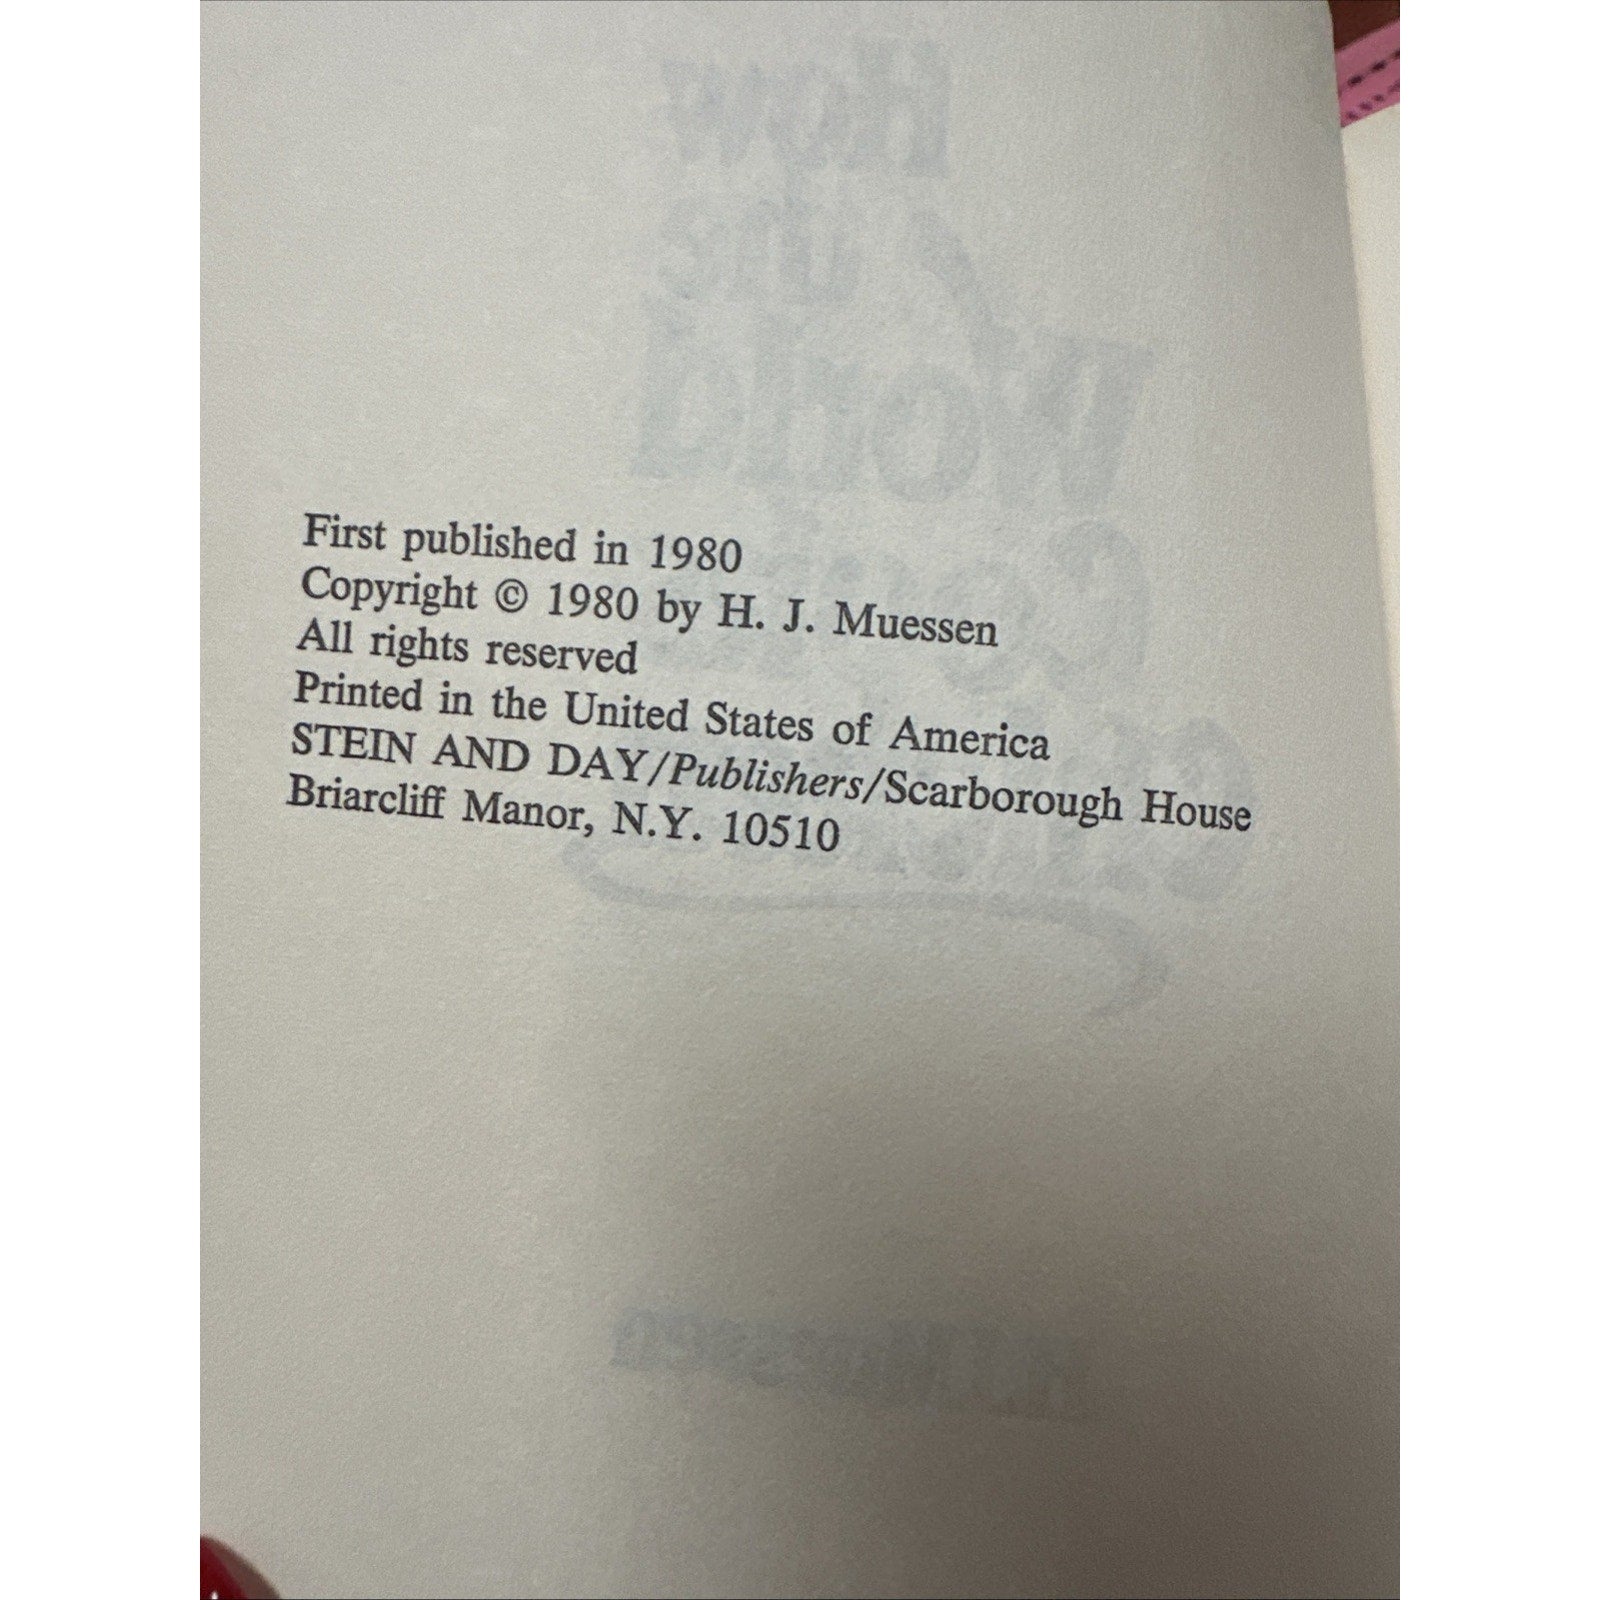 First published in 1980
Copyright © 1980 by H. J. Muessen
All rights reserved
Printed in the United States of America
STEIN AND DAY/Publishers/Scarborough House
Briarcliff Manor, N.Y. 10510